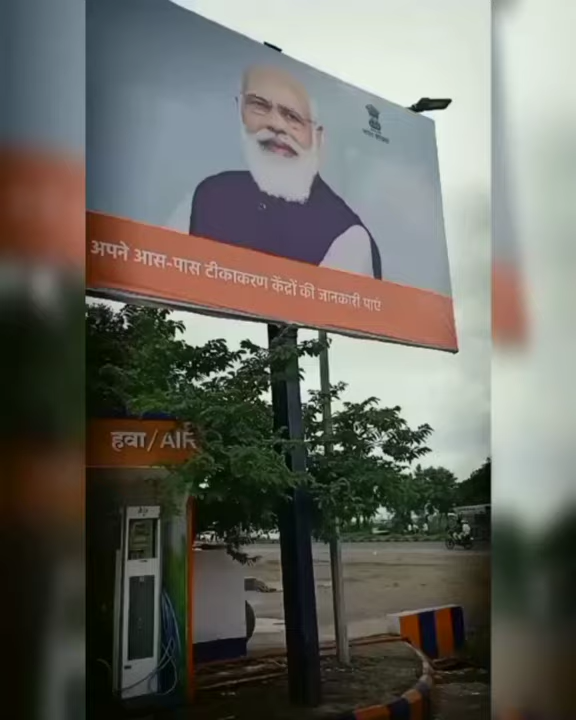 अपने आस-पास टीकाकरण केंद्रों की जानकारी पाएं
हवा/AIR